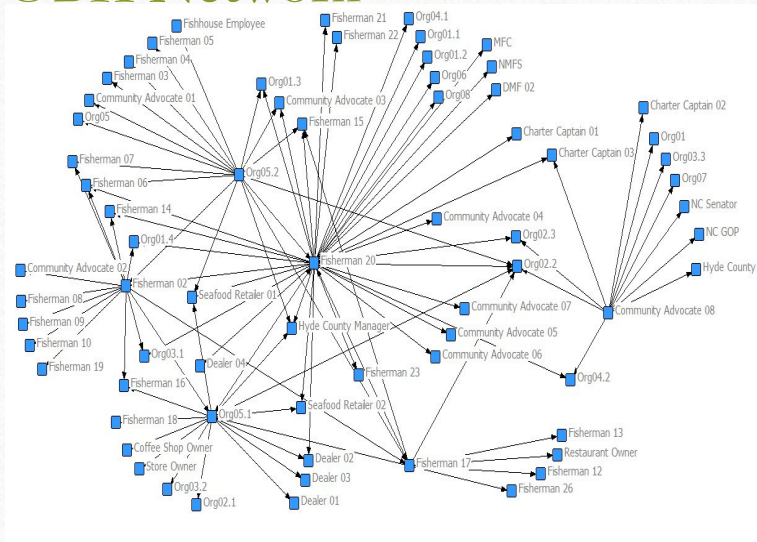 Fishhouse Employee
Fisherman 05
Fisherman 04
Fisherman 03
Community Advocate 01
Org05
Fisherman 07
Fisherman 06
Fisherman 14
Org01.4
Community Advocate 02
Fisherman 02
Fisherman 08
Fisherman 09
Fisherman 10
Fisherman 19
Org03.1
Fisherman 16
Fisherman 18
Coffee Shop Owner
Store Owner
Org03.2
Org02.1
Org01.3
Community Advocate 03
Fisherman 15
Org05.2
Fisherman 21
Fisherman 22
Org04.1
Org01.1
Org01.2
Org06
Org08
MFC
NMFS
DMF 02
Charter Captain 01
Charter Captain 03
Community Advocate 04
Org02.3
Org02.2
Fisherman 20
Seafood Retailer 01
Hyde County Manager
Dealer 04
Community Advocate 07
Community Advocate 05
Community Advocate 06
Fisherman 23
Org04.2
Seafood Retailer 02
Org05.1
Dealer 02
Dealer 03
Dealer 01
Fisherman 17
Fisherman 13
Restaurant Owner
Fisherman 12
Fisherman 26
Charter Captain 02
Org01
Org03.3
Org07
NC Senator
NC GOP
Hyde County
Community Advocate 08